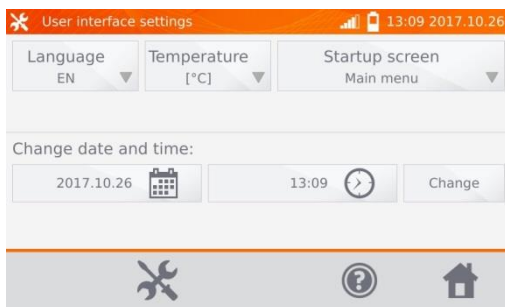 User interface settings 13:09 2017.10.26
Language Temperature Startup screen
EN [°C] Main menu
Change date and time:
2017.10.26 13:09 Change